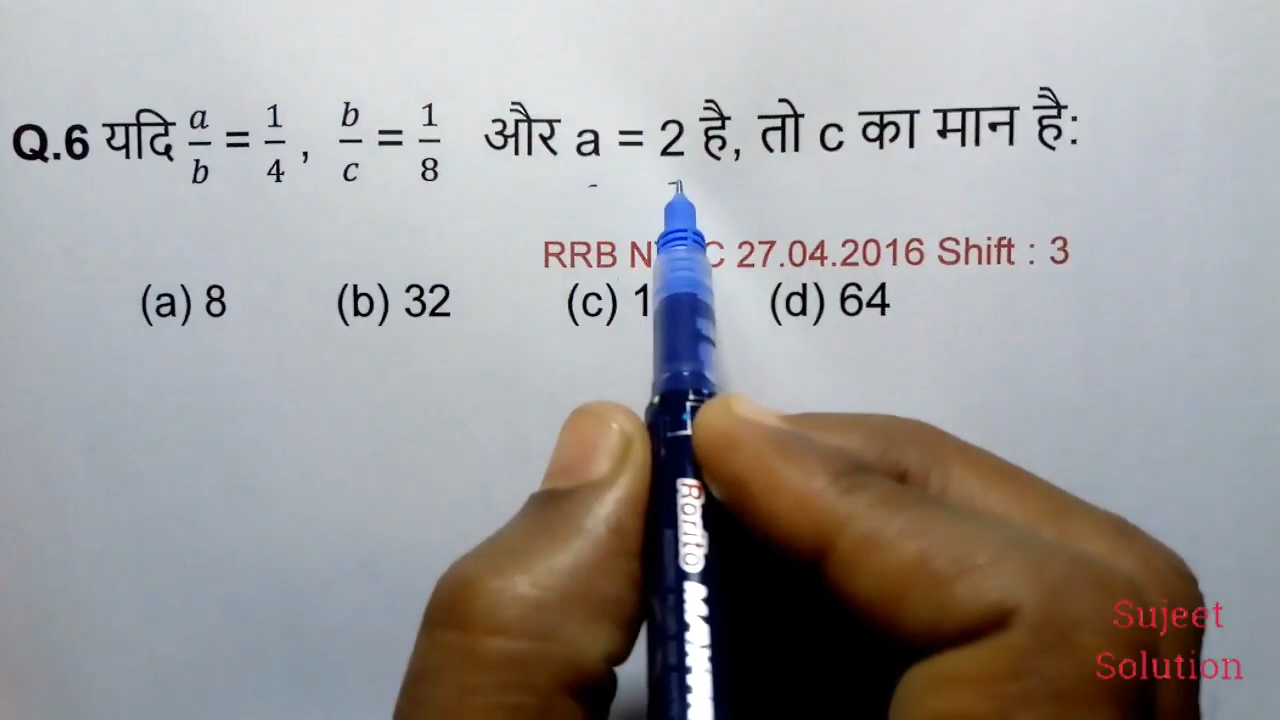 Q.6 यदि a/b = 1/4 , b/c = 1/8 और a = 2 है, तो c का मान है:
RRB 27.04.2016 Shift : 3
(a) 8 (b) 32 (c) (d) 64
Rorito
Sujeet
Solution